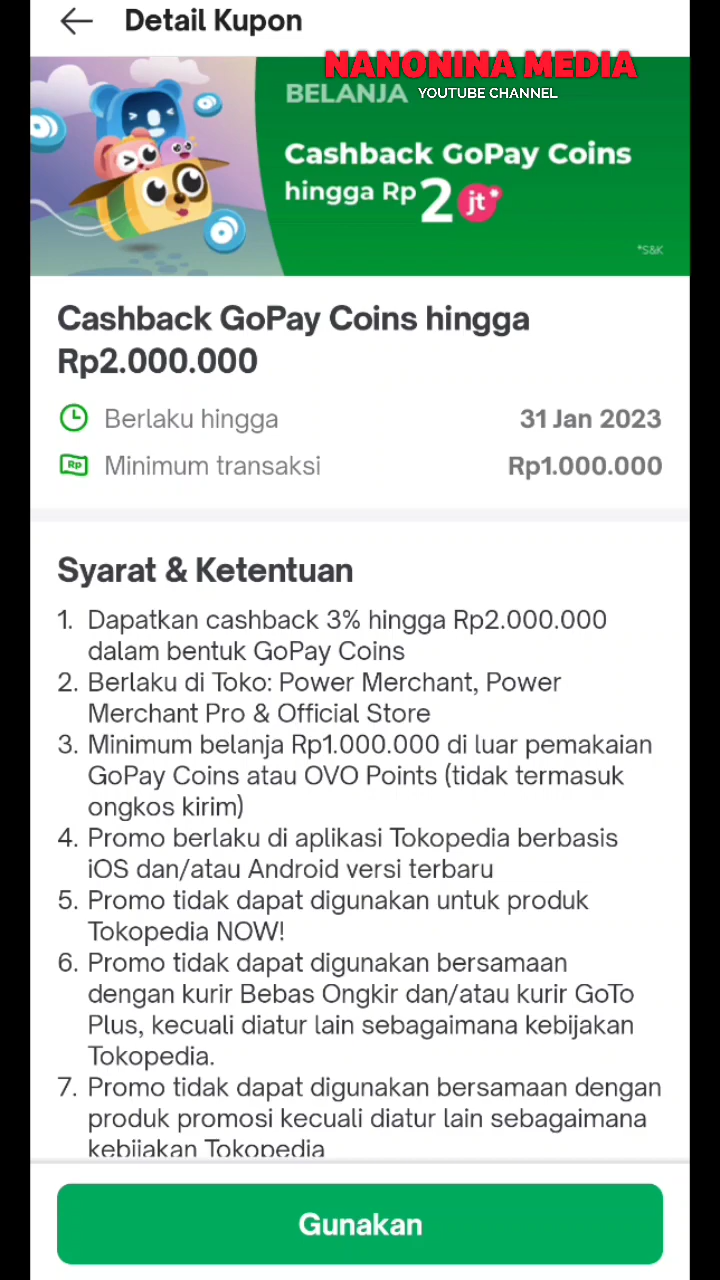 Detail Kupon
NANONINA MEDIA
BELANJA
YOUTUBE CHANNEL
Cashback GoPay Coins
hingga Rp 2 jt*
*S&K
Cashback GoPay Coins hingga
Rp2.000.000
Berlaku hingga 31 Jan 2023
Rp Minimum transaksi Rp1.000.000
Syarat & Ketentuan
1. Dapatkan cashback 3% hingga Rp2.000.000
dalam bentuk GoPay Coins
2. Berlaku di Toko: Power Merchant, Power
Merchant Pro & Official Store
3. Minimum belanja Rp1.000.000 di luar pemakaian
GoPay Coins atau OVO Points (tidak termasuk
ongkos kirim)
4. Promo berlaku di aplikasi Tokopedia berbasis
iOS dan/atau Android versi terbaru
5. Promo tidak dapat digunakan untuk produk
Tokopedia NOW!
6. Promo tidak dapat digunakan bersamaan
dengan kurir Bebas Ongkir dan/atau kurir GoTo
Plus, kecuali diatur lain sebagaimana kebijakan
Tokopedia.
7. Promo tidak dapat digunakan bersamaan dengan
produk promosi kecuali diatur lain sebagaimana
kebijakan Tokopedia
Gunakan